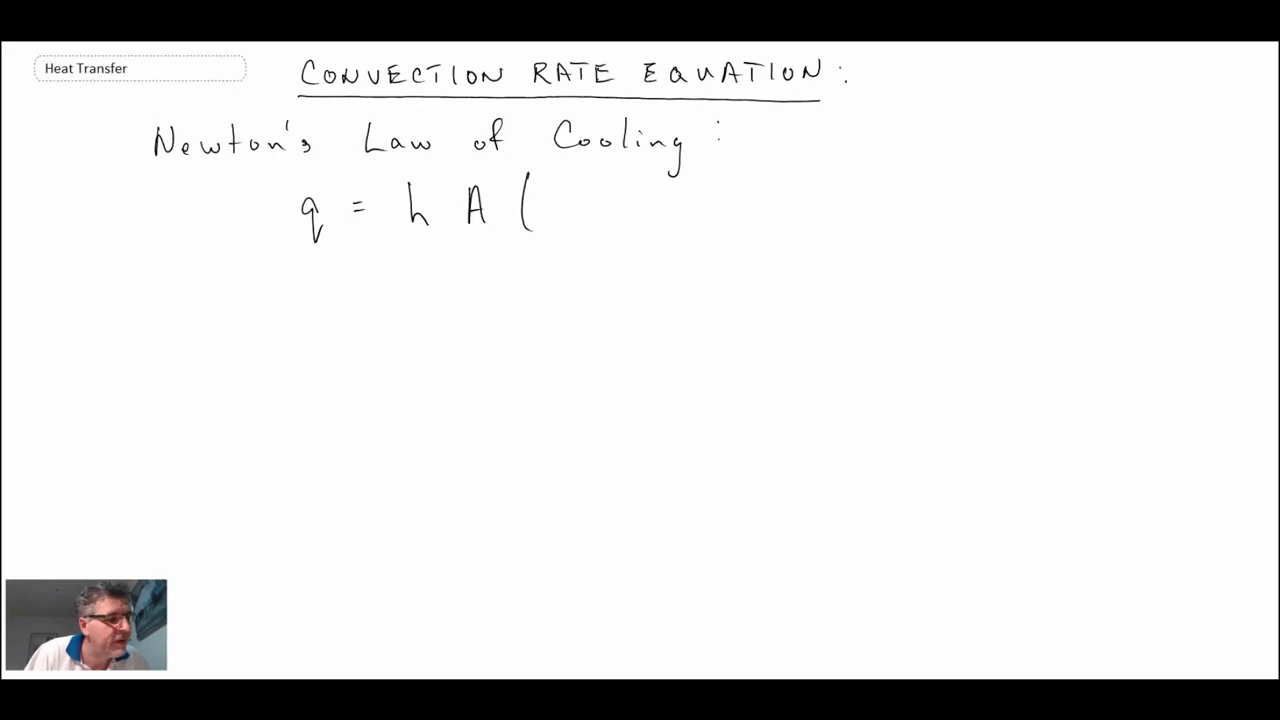 Heat Transfer
CONVECTION RATE EQUATION:
Newton's Law of Cooling:
q = h A (